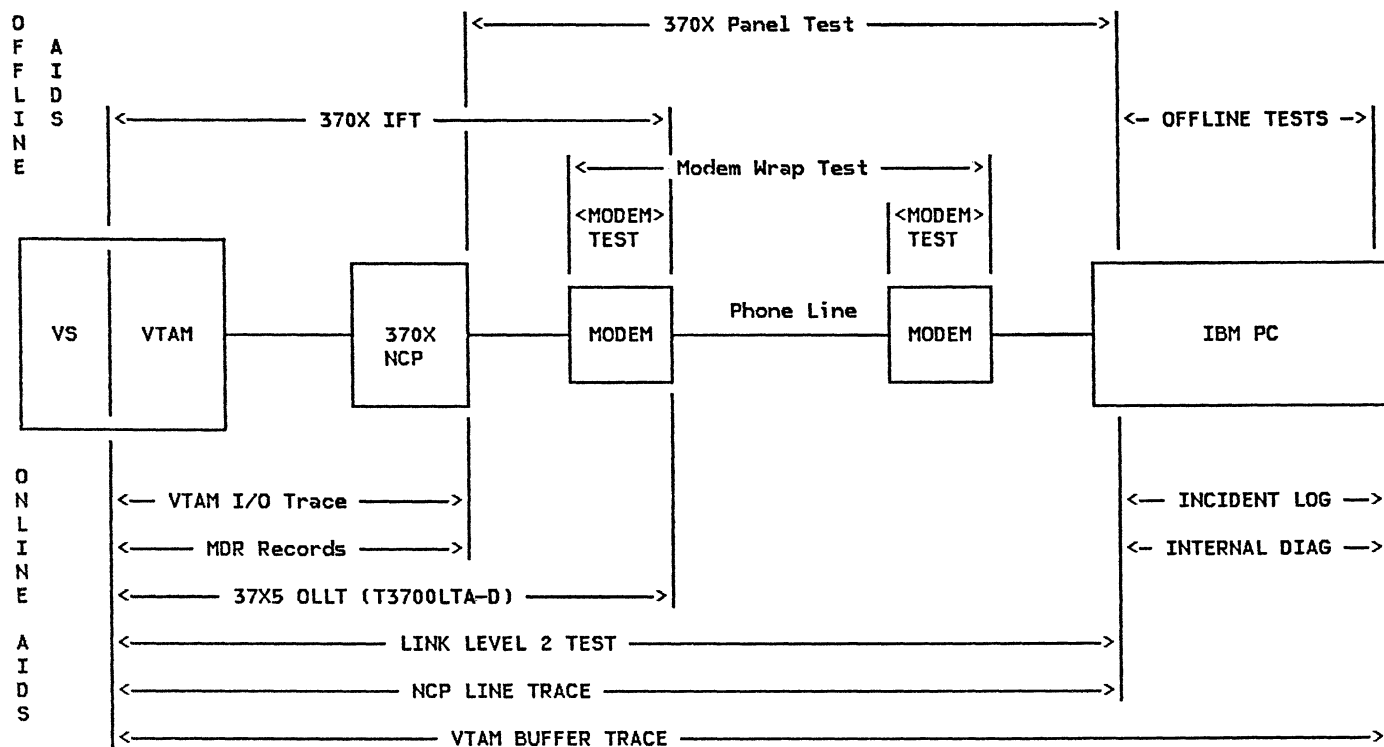 OFFLINE
AIDS
370X Panel Test
370X IFT
<- OFFLINE TESTS ->
Modem Wrap Test
<MODEM>
TEST
<MODEM>
TEST
VS
VTAM
370X
NCP
MODEM
Phone Line
MODEM
IBM PC
ONLINE
AIDS
VTAM I/O Trace
INCIDENT LOG
MDR Records
INTERNAL DIAG
37X5 OLLT (T3700LTA-D)
LINK LEVEL 2 TEST
NCP LINE TRACE
VTAM BUFFER TRACE